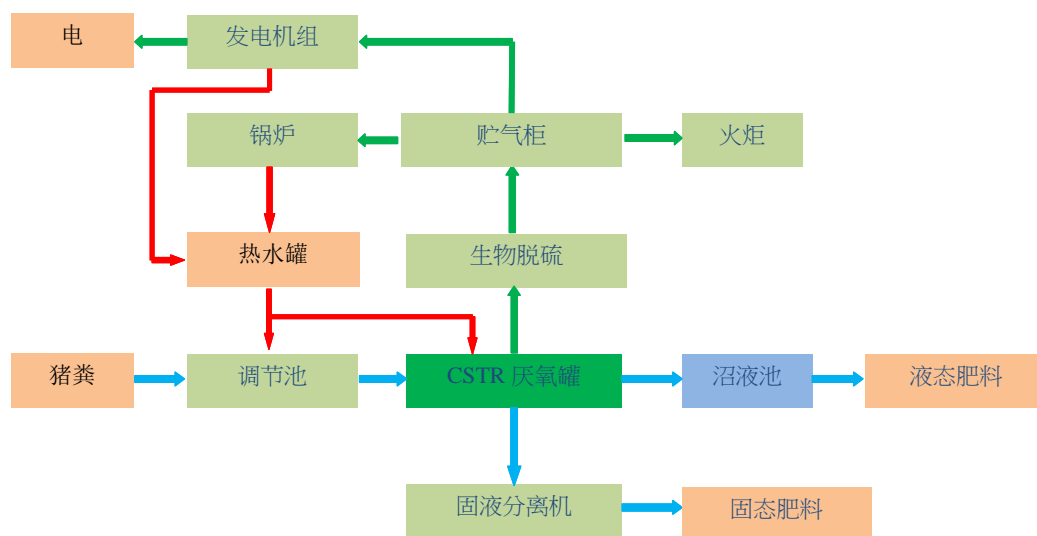 电
发电机组
锅炉
贮气柜
火炬
热水罐
生物脱硫
猪粪
调节池
CSTR 厌氧罐
沼液池
液态肥料
固液分离机
固态肥料